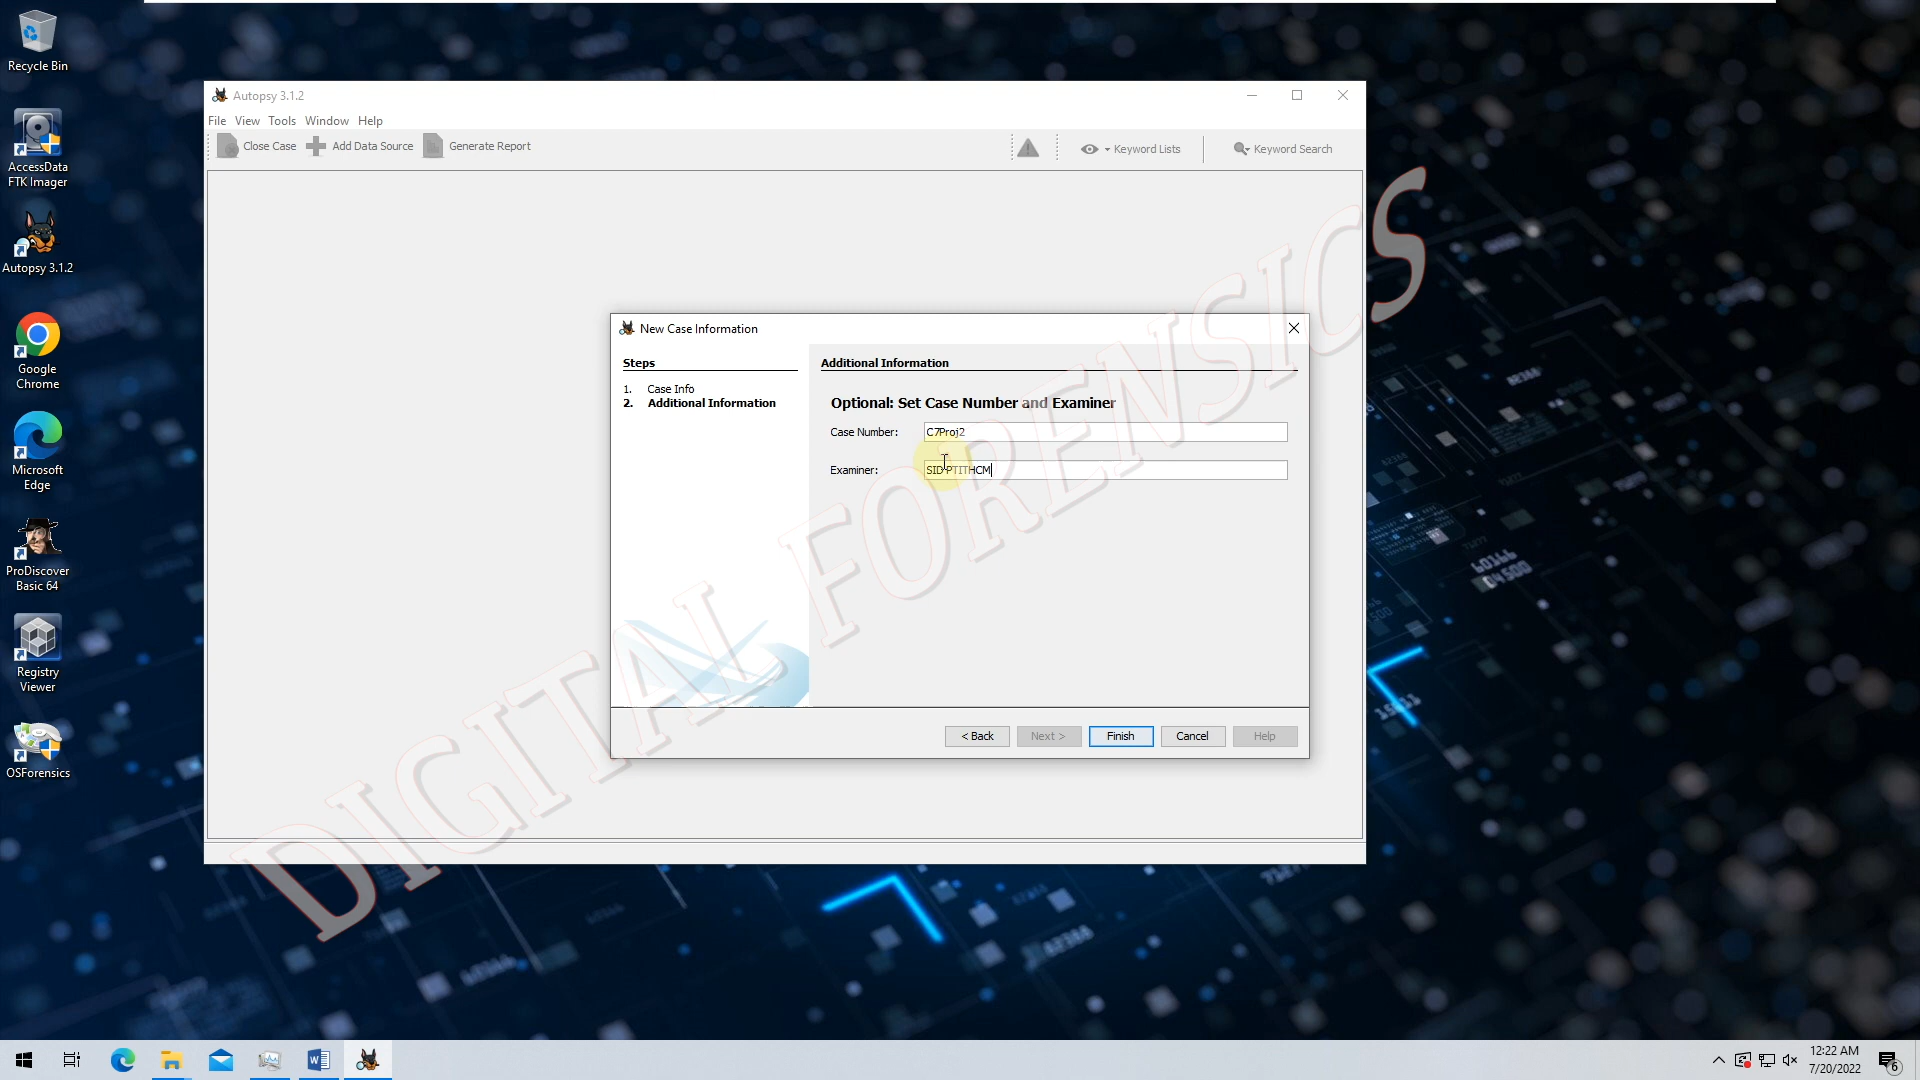 Recycle Bin
AccessData
FTK Imager
Autopsy 3.1.2
Google
Chrome
Microsoft
Edge
ProDiscover
Basic 64
Registry
Viewer
OSForensics
Autopsy 3.1.2
File View Tools Window Help
Close Case Add Data Source Generate Report Keyword Lists Keyword Search
New Case Information
Steps
1. Case Info
2. Additional Information
Additional Information
Optional: Set Case Number and Examiner
Case Number: C7Proj2
Examiner: SID-PTITHCM
< Back Next > Finish Cancel Help
DIGITAL FORENSICS
12:22 AM
7/20/2022
6